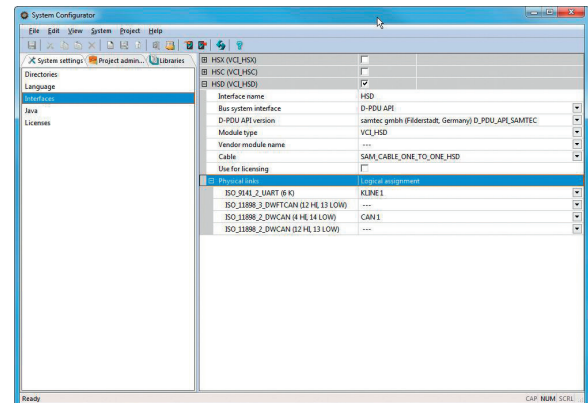 System Configurator
File Edit View System Project Help
System settings Project admin... Libraries
Directories
Language
Interfaces
Java
Licenses
HSX (VCI_HSX)
HSC (VCI_HSC)
HSD (VCI_HSD)
Interface name HSD
Bus system interface D-PDU API
D-PDU API version samtec gmbh (Filderstadt, Germany) D_PDU_API_SAMTEC
Module type VCI_HSD
Vendor module name ---
Cable SAM_CABLE_ONE_TO_ONE_HSD
Use for licensing
Physical links Logical assignment
ISO_9141_2_UART (6 K) KLINE1
ISO_11898_3_DWFTCAN (12 HI, 13 LOW) ---
ISO_11898_2_DWCAN (4 HI, 14 LOW) CAN1
ISO_11898_2_DWCAN (12 HI, 13 LOW) ---
Ready CAP NUM SCRL